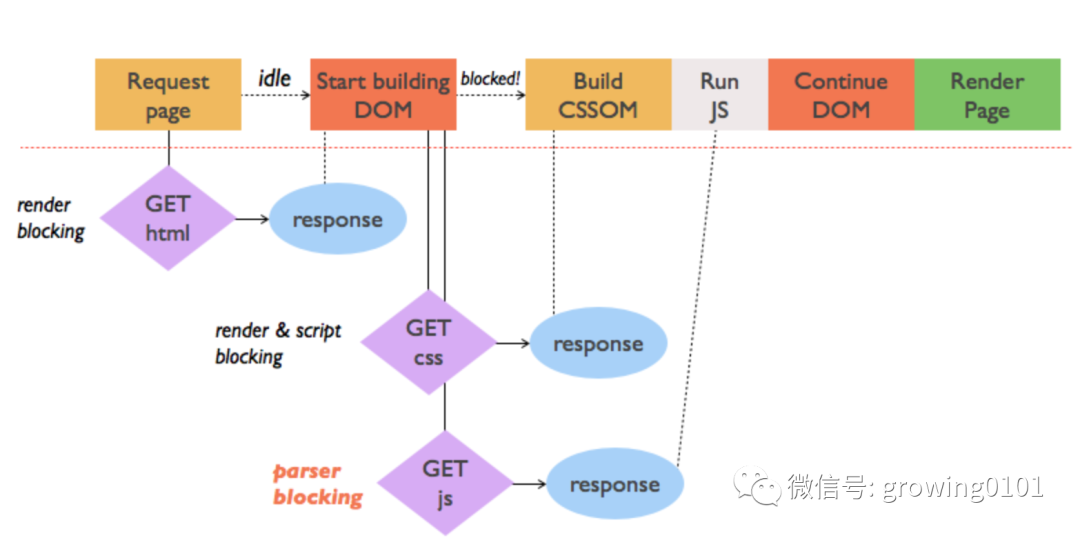 Request
page
idle
Start building
DOM
blocked!
Build
CSSOM
Run
JS
Continue
DOM
Render
Page
render
blocking
GET
html
response
render & script
blocking
GET
css
response
parser
blocking
GET
js
response
微信号: growing0101